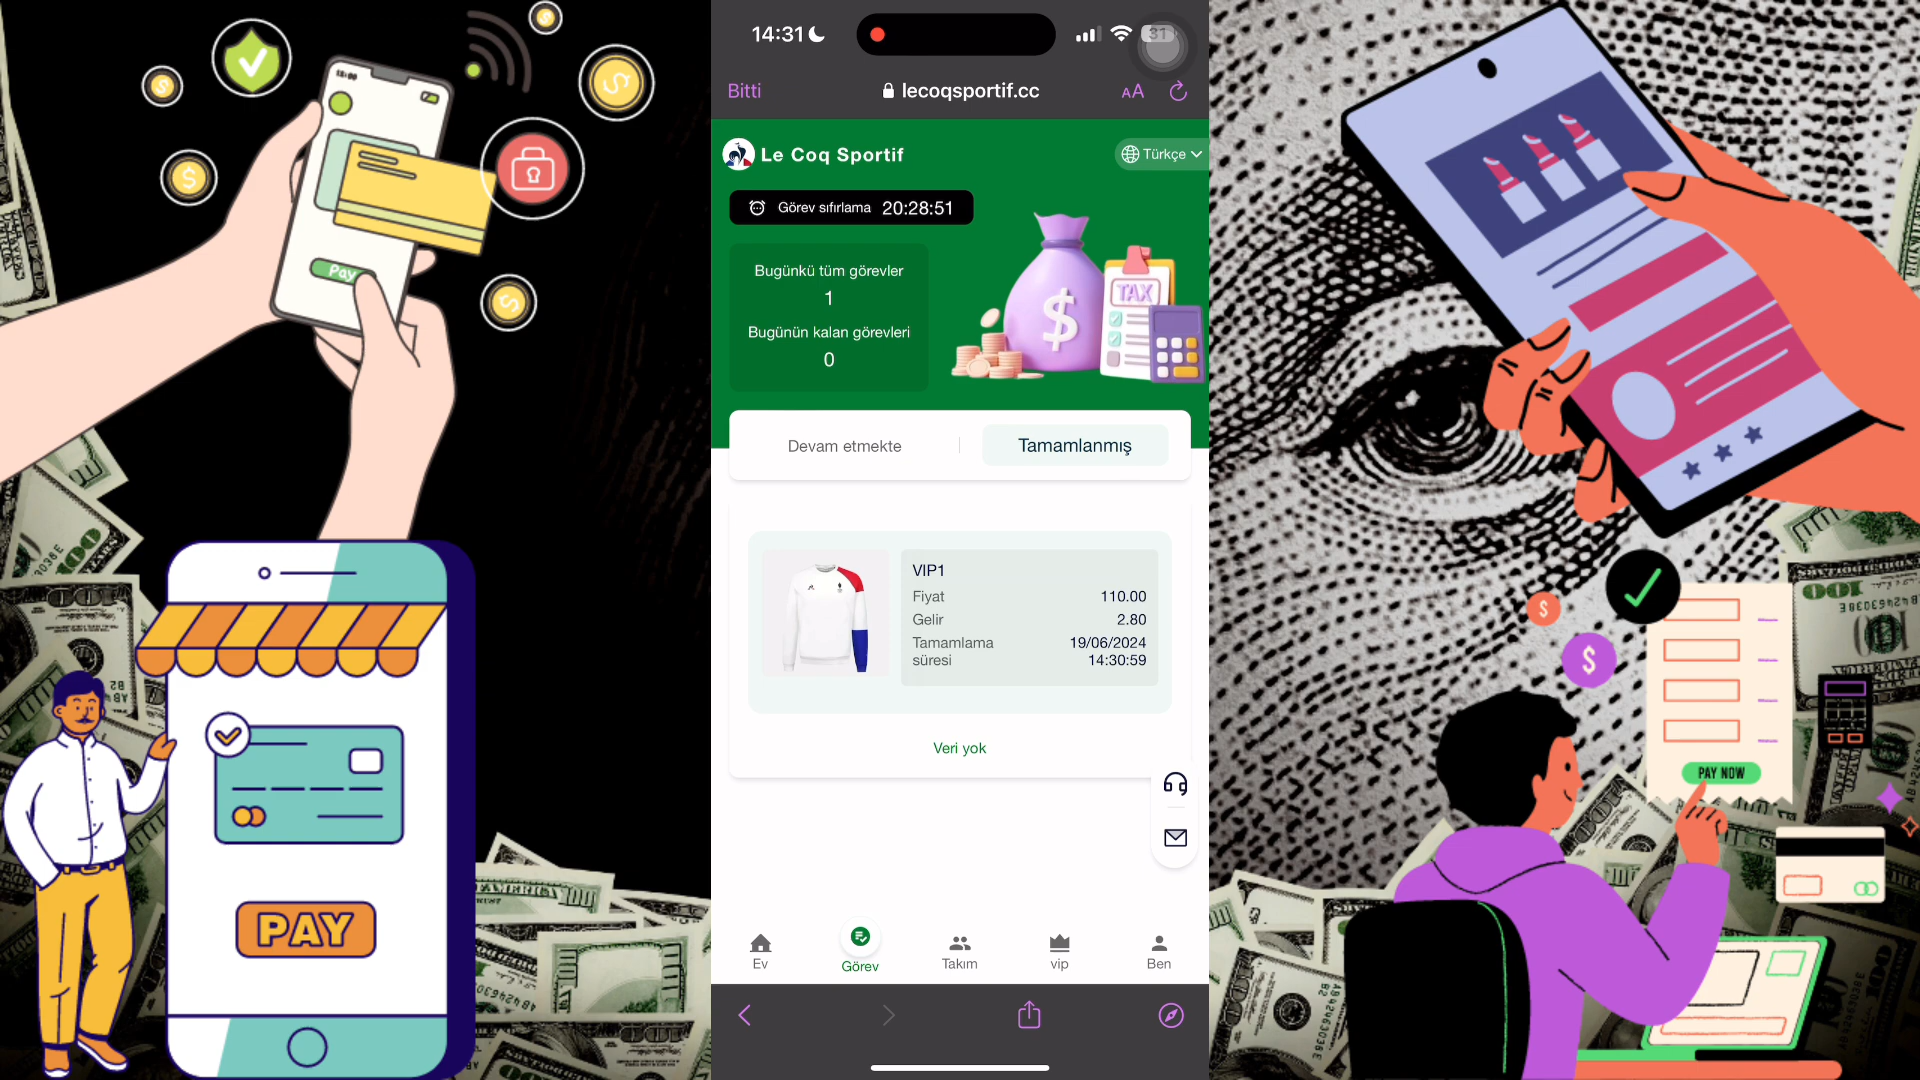 14:31
31
Bitti
lecoqsportif.cc
AA
Le Coq Sportif
Türkçe
Görev sıfırlama 20:28:51
Bugünkü tüm görevler
1
Bugünün kalan görevleri
0
TAX
Devam etmekte
Tamamlanmış
VIP1
Fiyat 110.00
Gelir 2.80
Tamamlama 19/06/2024
süresi 14:30:59
Veri yok
Ev
Görev
Takım
vip
Ben
Pay
PAY
PAY NOW